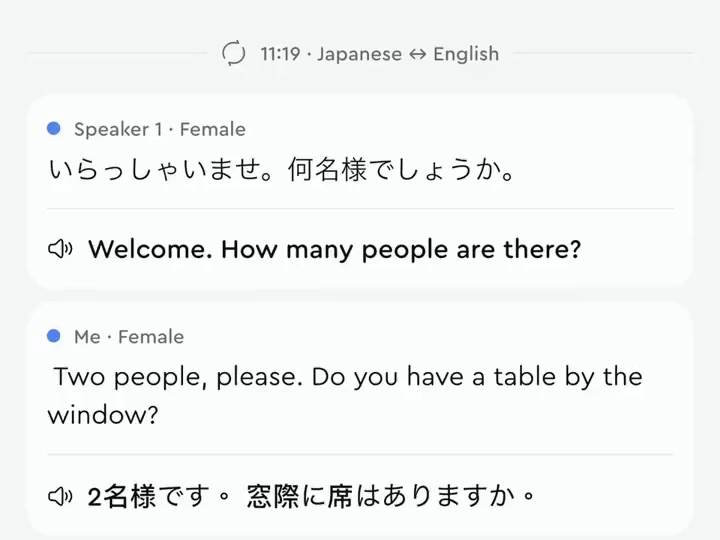 11:19 · Japanese ↔ English
Speaker 1 · Female
いらっしゃいませ。何名様でしょうか。
Welcome. How many people are there?
Me · Female
Two people, please. Do you have a table by the
window?
2名様です。 窓際に席はありますか。